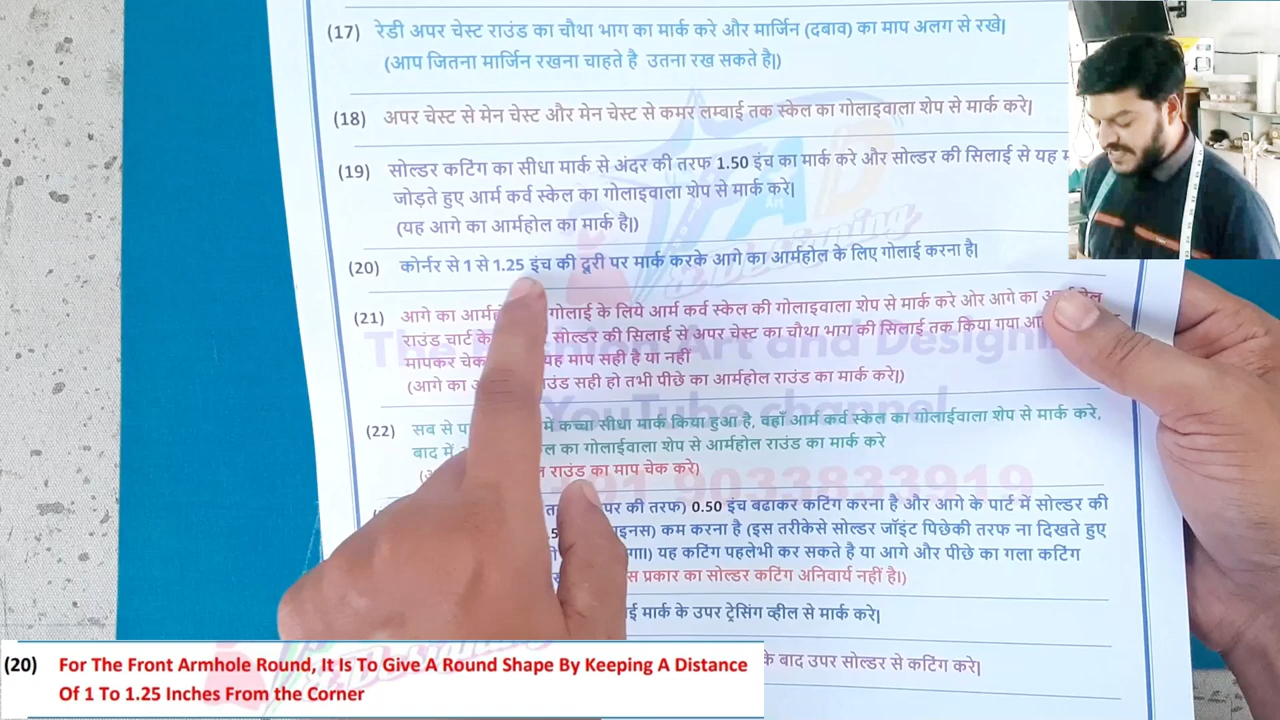 (17) रेडी अपर चेस्ट राउंड का चौथा भाग का मार्क करे और मार्जिन (दबाव) का माप अलग से रखे|
(आप जितना मार्जिन रखना चाहते है उतना रख सकते है|)
(18) अपर चेस्ट से मेन चेस्ट और मेन चेस्ट से कमर लम्बाई तक स्केल का गोलाइवाला शेप से मार्क करे|
(19) सोल्डर कटिंग का सीधा मार्क से अंदर की तरफ 1.50 इंच का मार्क करे और सोल्डर की सिलाई से यह
जोड़ते हुए आर्म कर्व स्केल का गोलाइवाला शेप से मार्क करे|
(यह आगे का आर्महोल का मार्क है|)
(20) कोर्नर से 1 से 1.25 इंच की दूरी पर मार्क करके आगे का आर्महोल के लिए गोलाई करना है|
(21) आगे का गोलाई के लिये आर्म कर्व स्केल की गोलाइवाला शेप से मार्क करे ओर आगे का
राउंड चार्ट के सोल्डर की सिलाई से अपर चेस्ट का चौथा भाग की सिलाई तक किया गया
मापकर चेक यह माप सही है या नहीं
(आगे का राउंड सही हो तभी पीछे का आर्महोल राउंड का मार्क करे|)
(22) सब से में कच्चा सीधा मार्क किया हुआ है, वहाँ आर्म कर्व स्केल का गोलाईवाला शेप से मार्क करे,
बाद में का गोलाईवाला शेप से आर्महोल राउंड का मार्क करे
राउंड का माप चेक करे)
की तरफ) 0.50 इंच बढाकर कटिंग करना है और आगे के पार्ट में सोल्डर की
कम करना है (इस तरीकेसे सोल्डर जॉइंट पिछेकी तरफ ना दिखते हुए
यह कटिंग पहलेभी कर सकते है या आगे और पीछे का गला कटिंग
प्रकार का सोल्डर कटिंग अनिवार्य नहीं है|)
मार्क के उपर ट्रेसिंग व्हील से मार्क करे|
के बाद उपर सोल्डर से कटिंग करे|
YouTube channel
9033833919
(20) For The Front Armhole Round, It Is To Give A Round Shape By Keeping A Distance
Of 1 To 1.25 Inches From the Corner